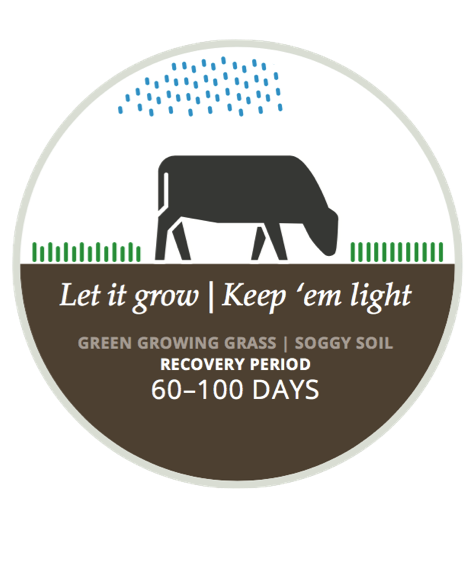 Let it grow | Keep ‘em light
GREEN GROWING GRASS | SOGGY SOIL
RECOVERY PERIOD
60–100 DAYS